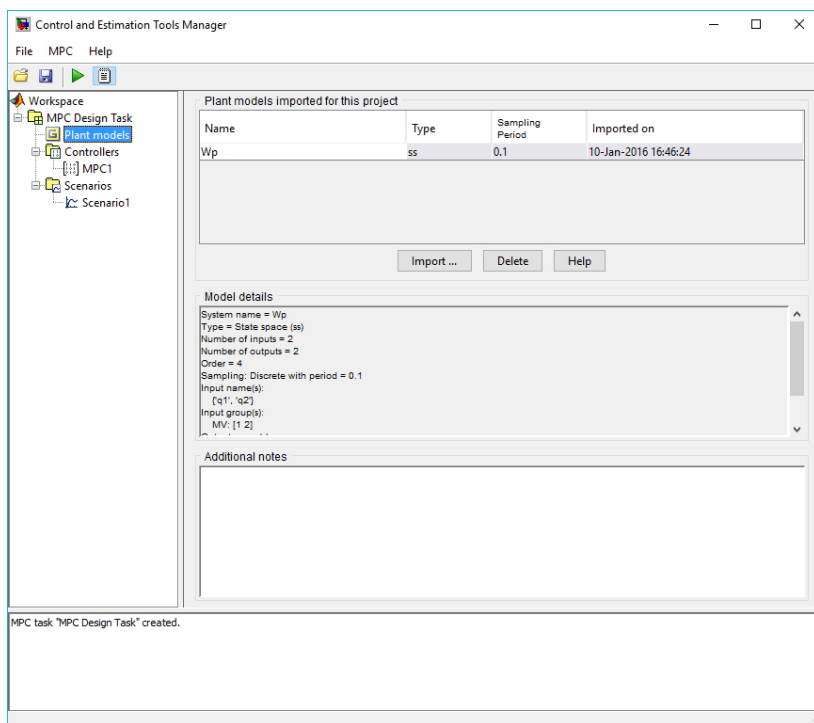 Control and Estimation Tools Manager
File MPC Help
Workspace
MPC Design Task
Plant models
Controllers
MPC1
Scenarios
Scenario1
Plant models imported for this project
Name Type Sampling Period Imported on
Wp ss 0.1 10-Jan-2016 16:46:24
Import ... Delete Help
Model details
System name = Wp
Type = State space (ss)
Number of inputs = 2
Number of outputs = 2
Order = 4
Sampling: Discrete with period = 0.1
Input name(s):
{'q1', 'q2'}
Input group(s):
MV: [1 2]
Additional notes
MPC task "MPC Design Task" created.